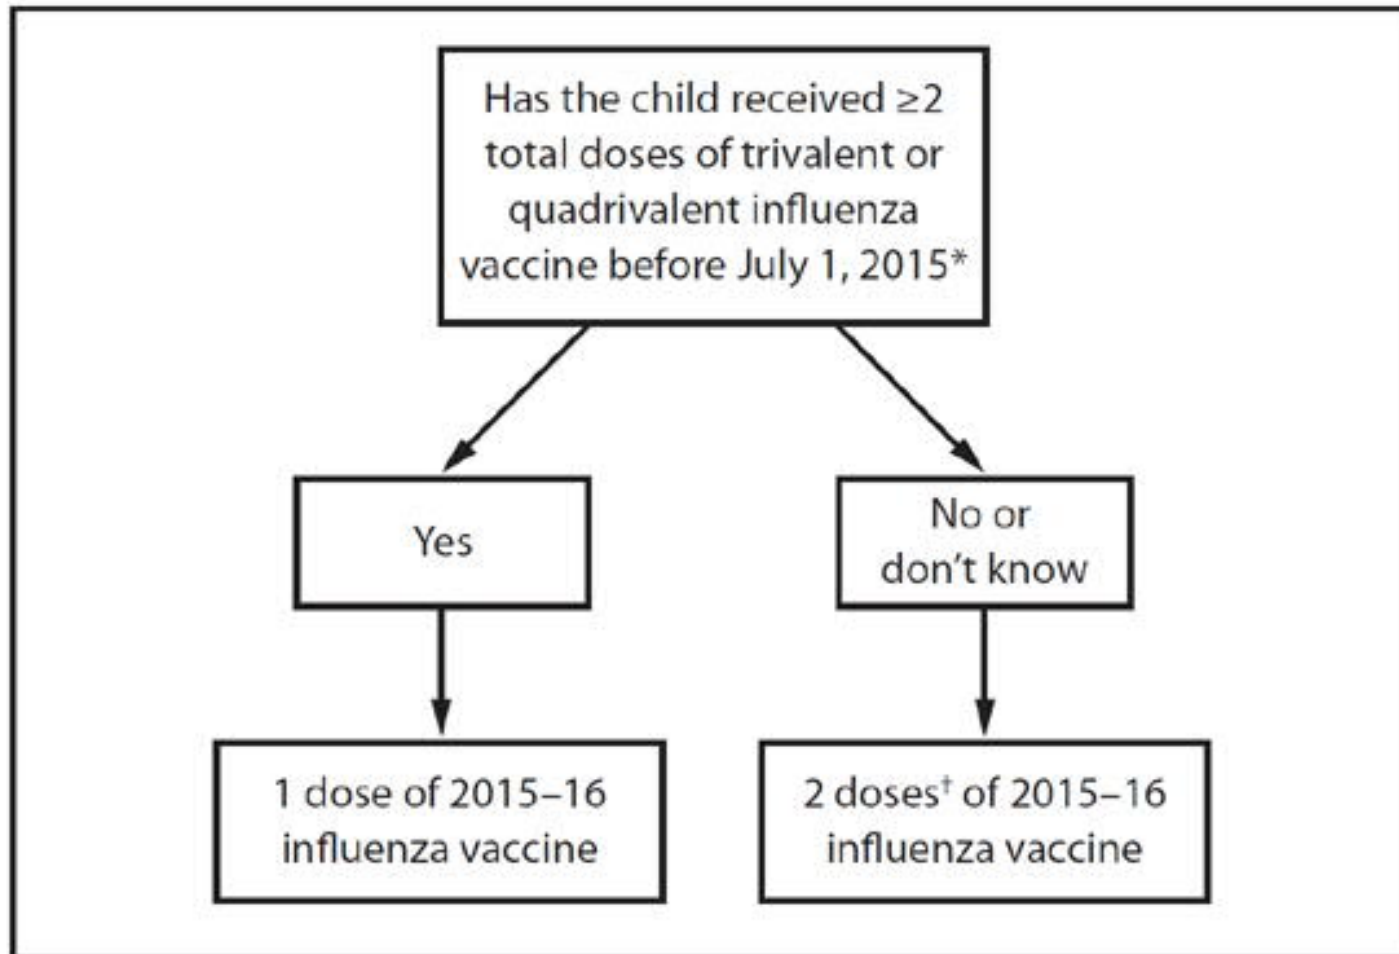 Has the child received ≥2
total doses of trivalent or
quadrivalent influenza
vaccine before July 1, 2015*
Yes
No or
don't know
1 dose of 2015–16
influenza vaccine
2 doses† of 2015–16
influenza vaccine